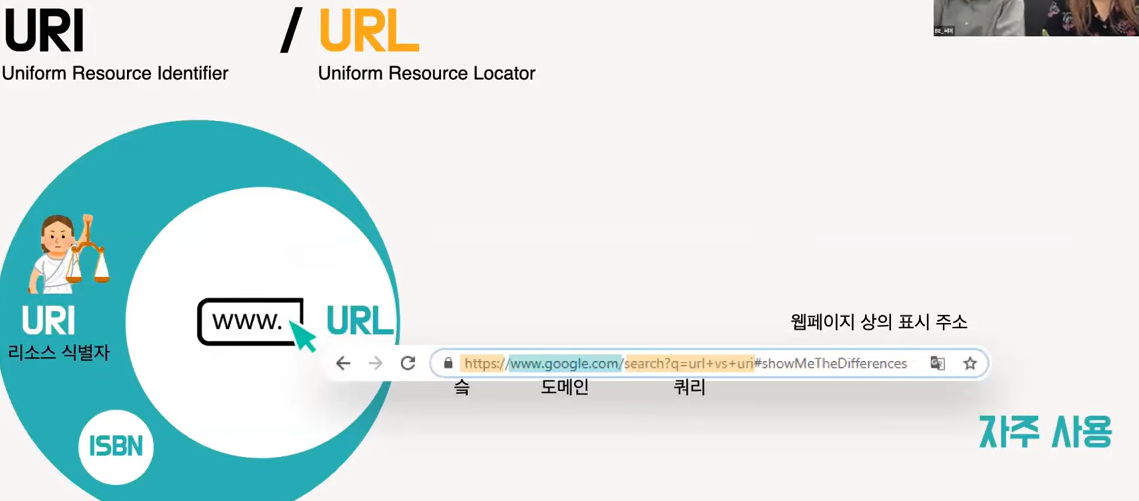 URI / URL
Uniform Resource Identifier Uniform Resource Locator
www. URL
URI
리소스 식별자
웹페이지 상의 표시 주소
https://www.google.com/search?q=url+vs+uri#showMeTheDifferences
슼 도메인 쿼리
자주 사용
ISBN